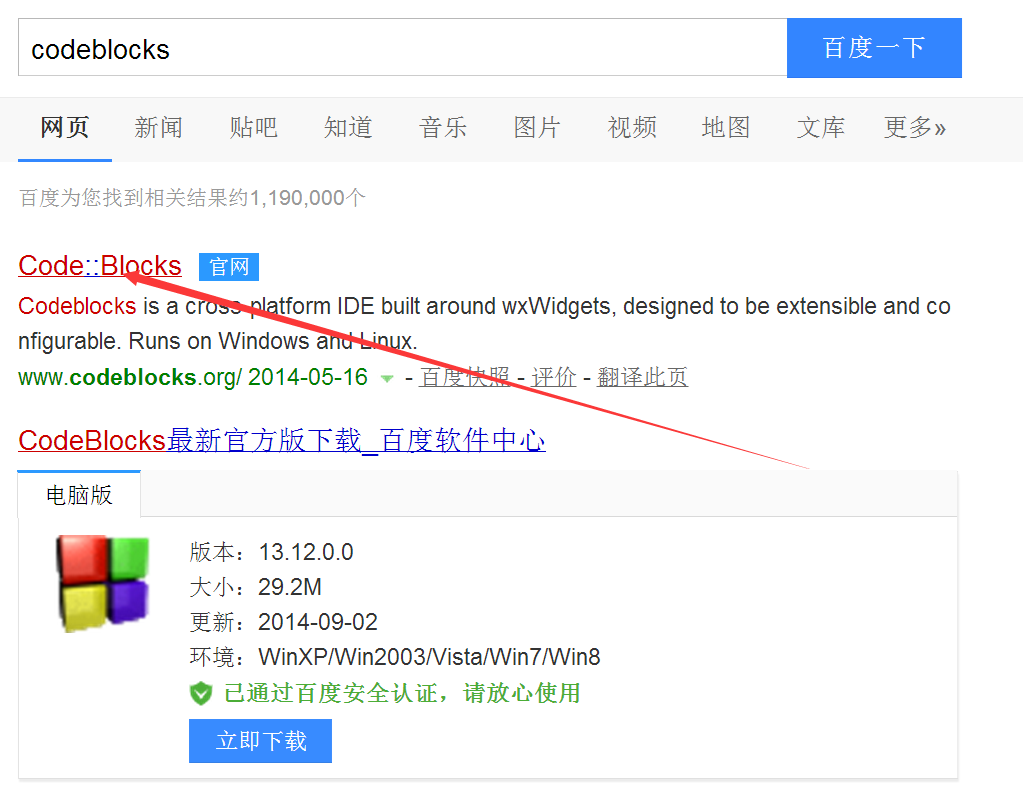 codeblocks 百度一下
网页 新闻 贴吧 知道 音乐 图片 视频 地图 文库 更多»
百度为您找到相关结果约1,190,000个
Code::Blocks 官网
Codeblocks is a cross-platform IDE built around wxWidgets, designed to be extensible and co
nfigurable. Runs on Windows and Linux.
www.codeblocks.org/ 2014-05-16 - 百度快照 - 评价 - 翻译此页
CodeBlocks最新官方版下载_百度软件中心
电脑版
版本：13.12.0.0
大小：29.2M
更新：2014-09-02
环境：WinXP/Win2003/Vista/Win7/Win8
已通过百度安全认证，请放心使用
立即下载